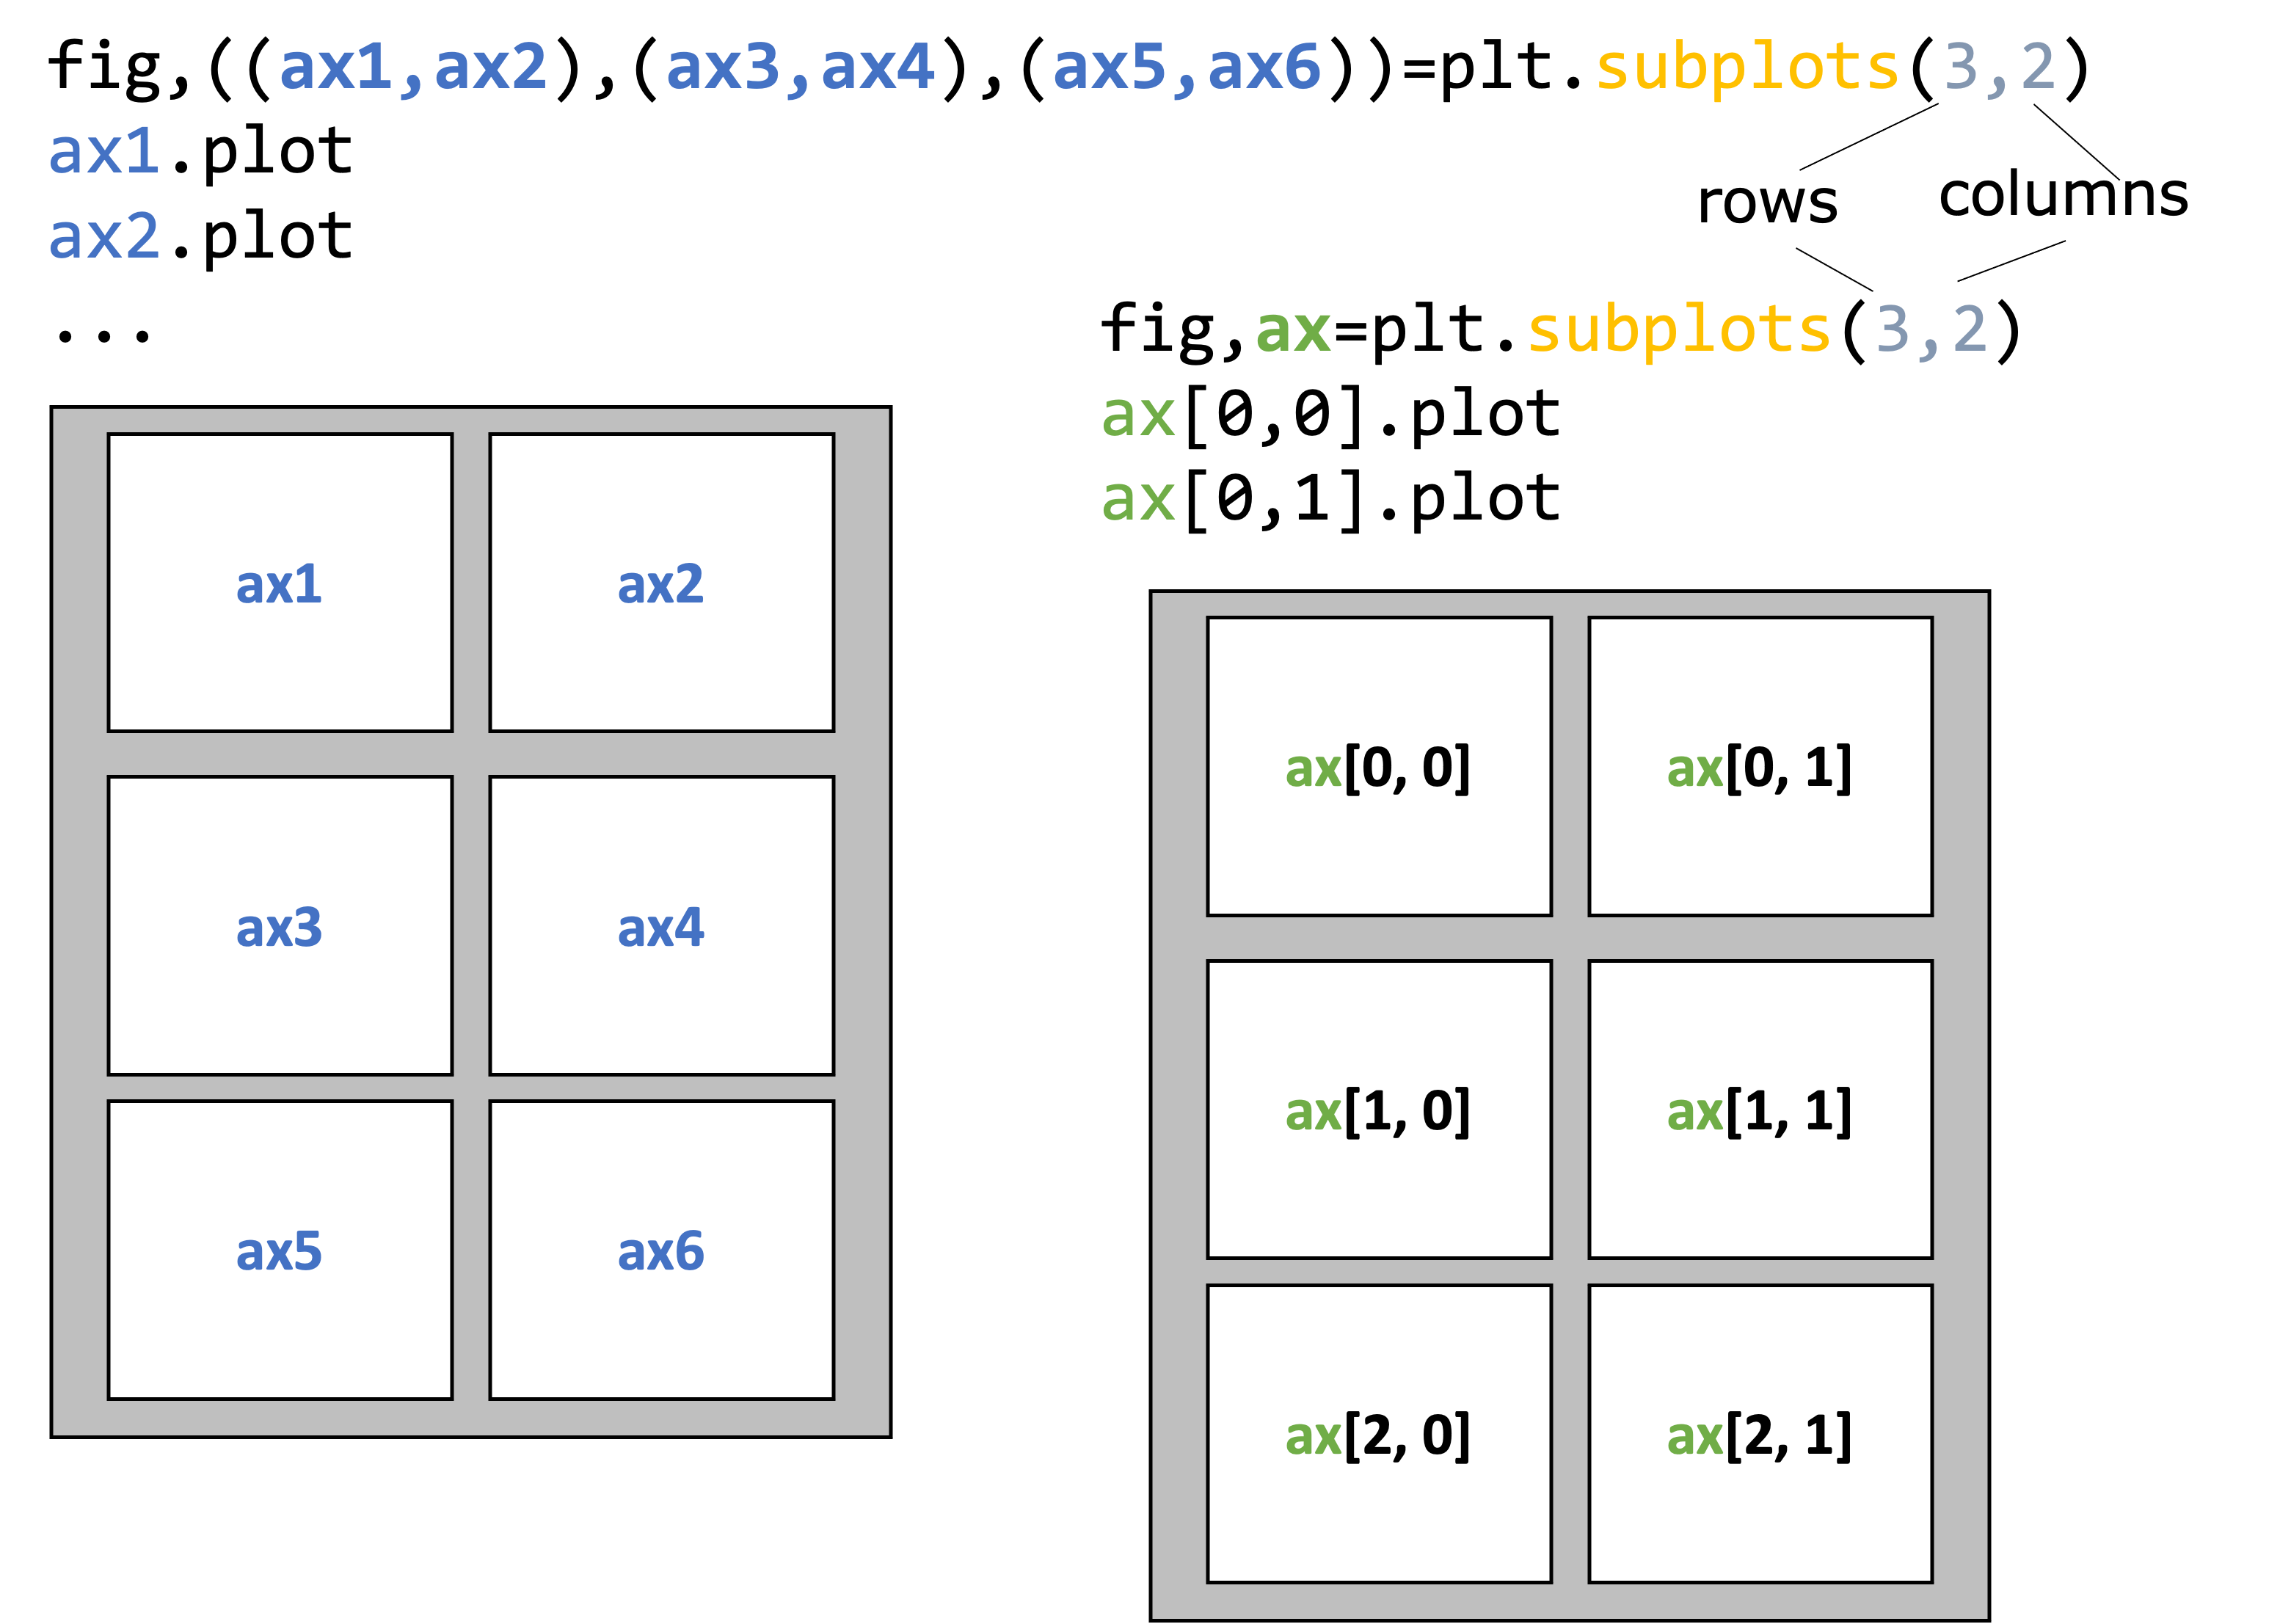 fig,((ax1,ax2),(ax3,ax4),(ax5,ax6))=plt.subplots(3,2)
ax1.plot
ax2.plot
...
rows
columns
fig,ax=plt.subplots(3,2)
ax[0,0].plot
ax[0,1].plot
ax1
ax2
ax3
ax4
ax5
ax6
ax[0, 0]
ax[0, 1]
ax[1, 0]
ax[1, 1]
ax[2, 0]
ax[2, 1]